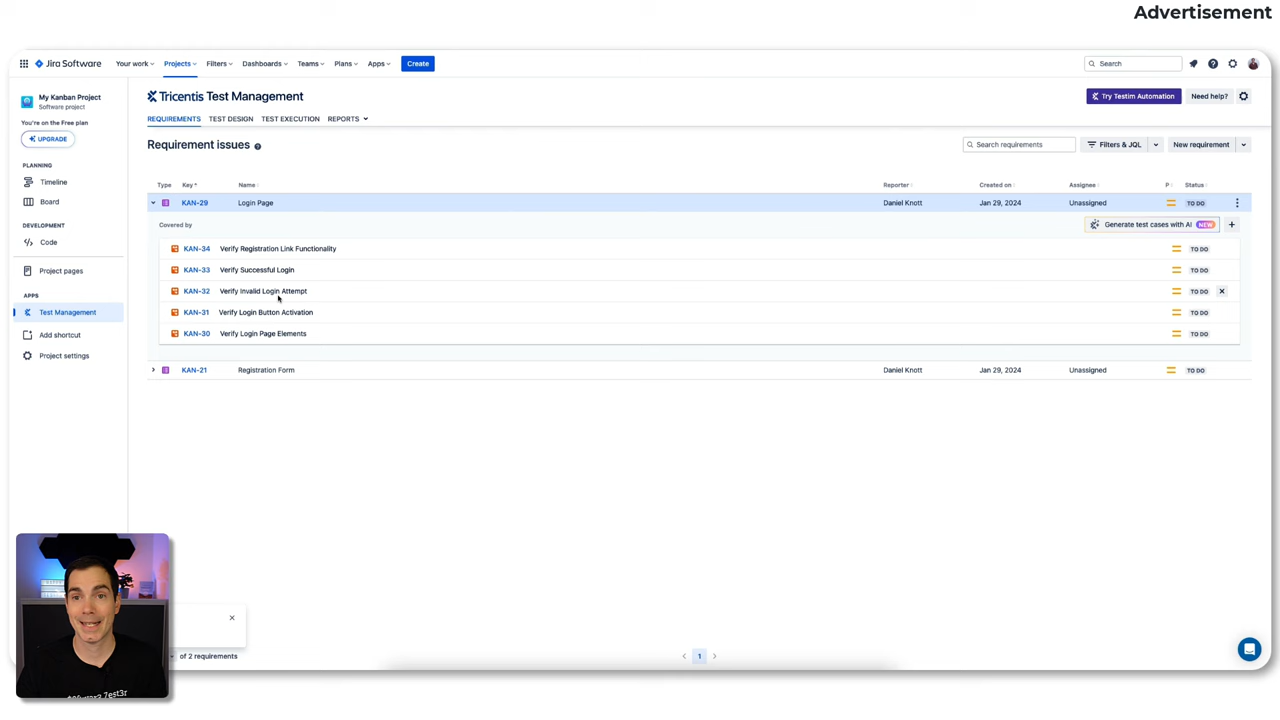 Advertisement
Jira Software
Your work
Projects
Filters
Dashboards
Teams
Plans
Apps
Create
Search
My Kanban Project
Software project
You're on the Free plan
UPGRADE
PLANNING
Timeline
Board
DEVELOPMENT
Code
Project pages
APPS
Test Management
Add shortcut
Project settings
Tricentis Test Management
Try Testim Automation
Need help?
REQUIREMENTS TEST DESIGN TEST EXECUTION REPORTS
Requirement issues
Search requirements
Filters & JQL
New requirement
Type Key Name Reporter Created on Assignee P Status
KAN-29 Login Page Daniel Knott Jan 29, 2024 Unassigned TO DO
Covered by
Generate test cases with AI NEW
KAN-34 Verify Registration Link Functionality TO DO
KAN-33 Verify Successful Login TO DO
KAN-32 Verify Invalid Login Attempt TO DO
KAN-31 Verify Login Button Activation TO DO
KAN-30 Verify Login Page Elements TO DO
KAN-21 Registration Form Daniel Knott Jan 29, 2024 Unassigned TO DO
of 2 requirements
1